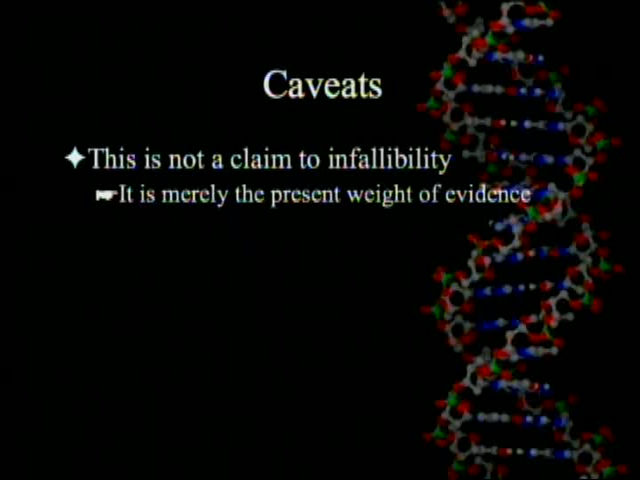 Caveats
This is not a claim to infallibility
It is merely the present weight of evidence